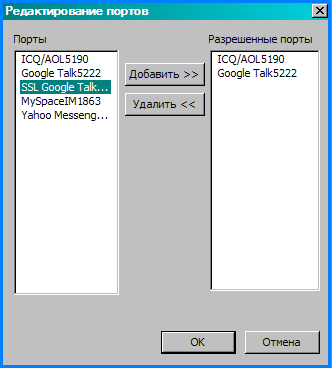 Редактирование портов
Порты
ICQ/AOL5190
Google Talk5222
SSL Google Talk...
MySpaceIM1863
Yahoo Messeng...
Добавить >>
Удалить <<
Разрешенные порты
ICQ/AOL5190
Google Talk5222
OK
Отмена